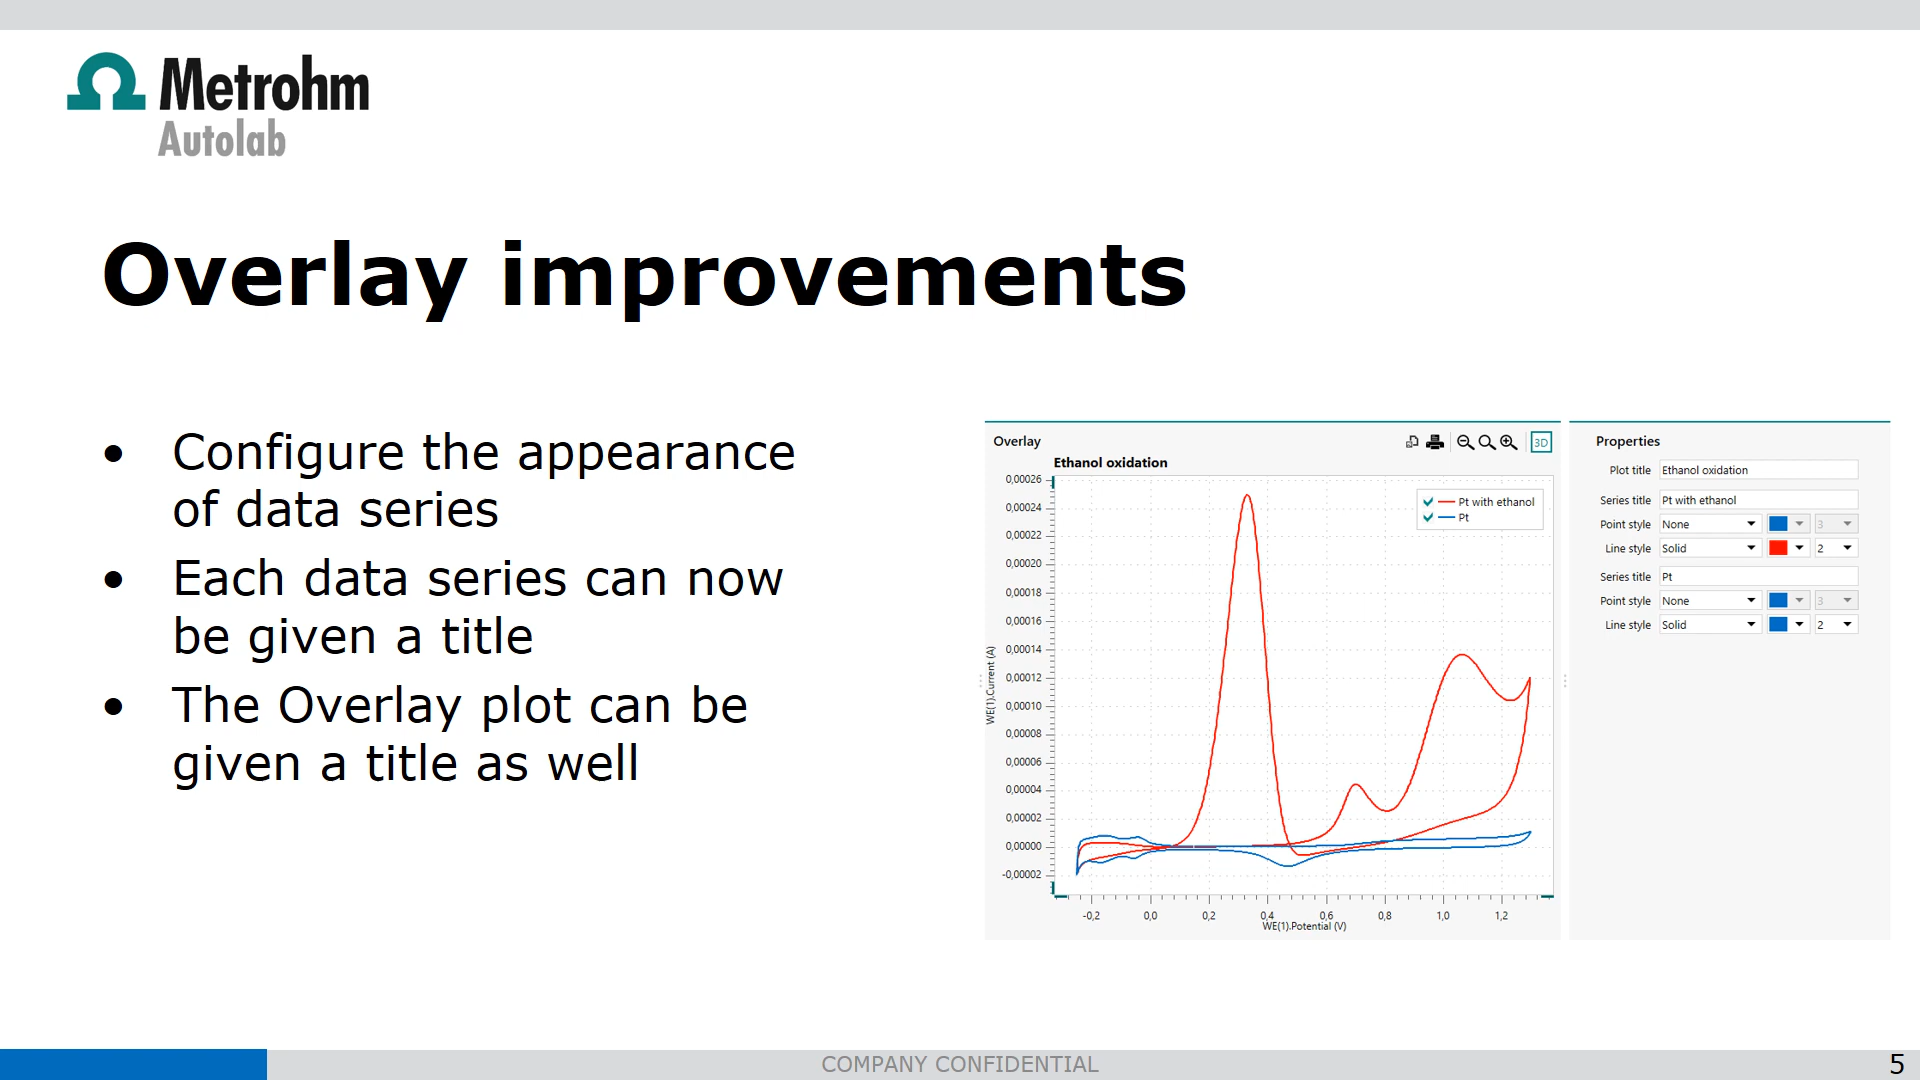 Metrohm
Autolab
Overlay improvements
• Configure the appearance
of data series
• Each data series can now
be given a title
• The Overlay plot can be
given a title as well
Overlay
3D
Ethanol oxidation
0,00026
0,00024
0,00022
0,00020
0,00018
0,00016
0,00014
0,00012
0,00010
0,00008
0,00006
0,00004
0,00002
0,00000
-0,00002
WE(1).Current (A)
Pt with ethanol
Pt
-0,2 0,0 0,2 0,4 0,6 0,8 1,0 1,2
WE(1).Potential (V)
Properties
Plot title Ethanol oxidation
Series title Pt with ethanol
Point style None 3
Line style Solid 2
Series title Pt
Point style None 3
Line style Solid 2
COMPANY CONFIDENTIAL
5